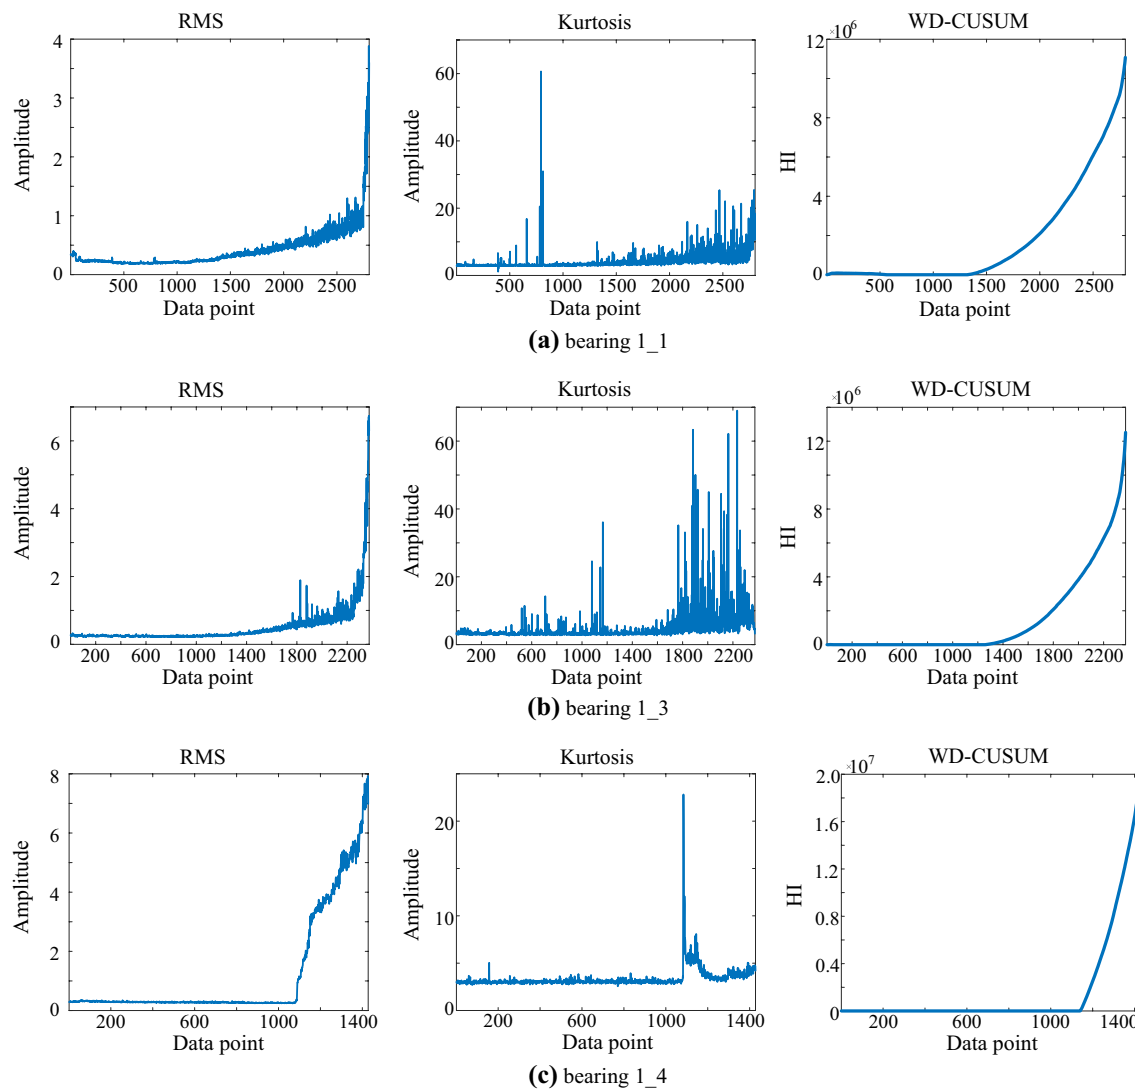 RMS
Kurtosis
WD-CUSUM
×10⁶
4
3
2
1
0
Amplitude
500 1000 1500 2000 2500
Data point
60
40
20
0
Amplitude
500 1000 1500 2000 2500
Data point
12
8
4
0
HI
500 1000 1500 2000 2500
Data point
(a) bearing 1_1
RMS
Kurtosis
WD-CUSUM
×10⁶
6
4
2
0
Amplitude
200 600 1000 1400 1800 2200
Data point
60
40
20
0
Amplitude
200 600 1000 1400 1800 2200
Data point
12
8
4
0
HI
200 600 1000 1400 1800 2200
Data point
(b) bearing 1_3
RMS
Kurtosis
WD-CUSUM
×10⁷
8
6
4
2
0
Amplitude
200 600 1000 1400
Data point
20
10
0
Amplitude
200 600 1000 1400
Data point
2.0
1.6
1.2
0.8
0.4
0
HI
200 600 1000 1400
Data point
(c) bearing 1_4